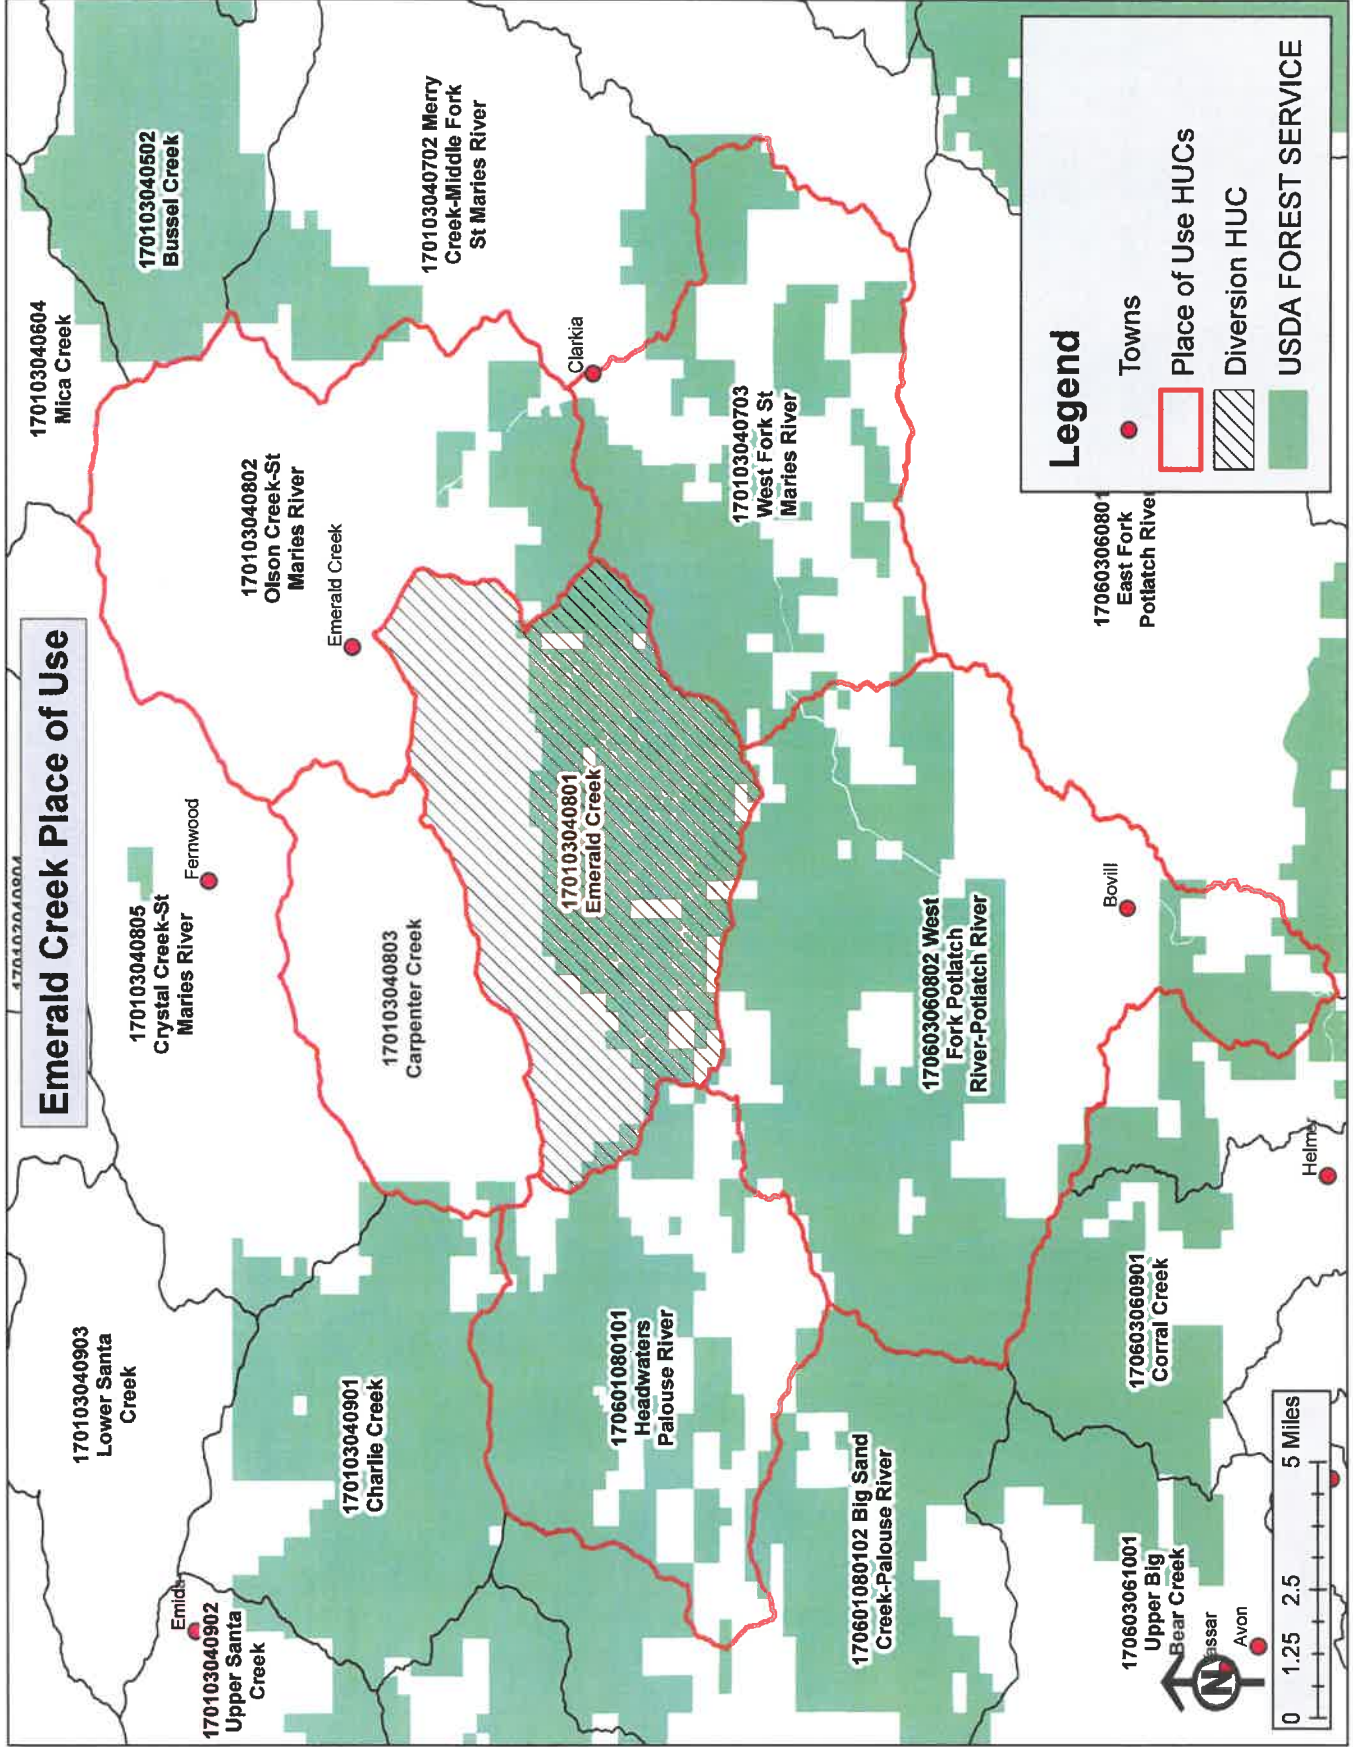 Emerald Creek Place of Use
170103040903
Lower Santa
Creek
170103040805
Crystal Creek-St
Maries River
Fernwood
170103040604
Mica Creek
170103040502
Bussel Creek
170103040902
Upper Santa
Creek
170103040901
Charlie Creek
170103040803
Carpenter Creek
Emerald Creek
170103040802
Olson Creek-St
Maries River
170103040702 Merry
Creek-Middle Fork
St Maries River
Clarkia
170601080101
Headwaters
Palouse River
170103040801
Emerald Creek
170103040703
West Fork St
Maries River
170601080102 Big Sand
Creek-Palouse River
170603060802 West
Fork Potlatch
River-Potlatch River
Bovill
170603060801
East Fork
Potlatch River
170603060901
Corral Creek
Helmer
170603061001
Upper Big
Bear Creek
Avon
N
0 1.25 2.5 5 Miles
Legend
Towns
Place of Use HUCs
Diversion HUC
USDA FOREST SERVICE